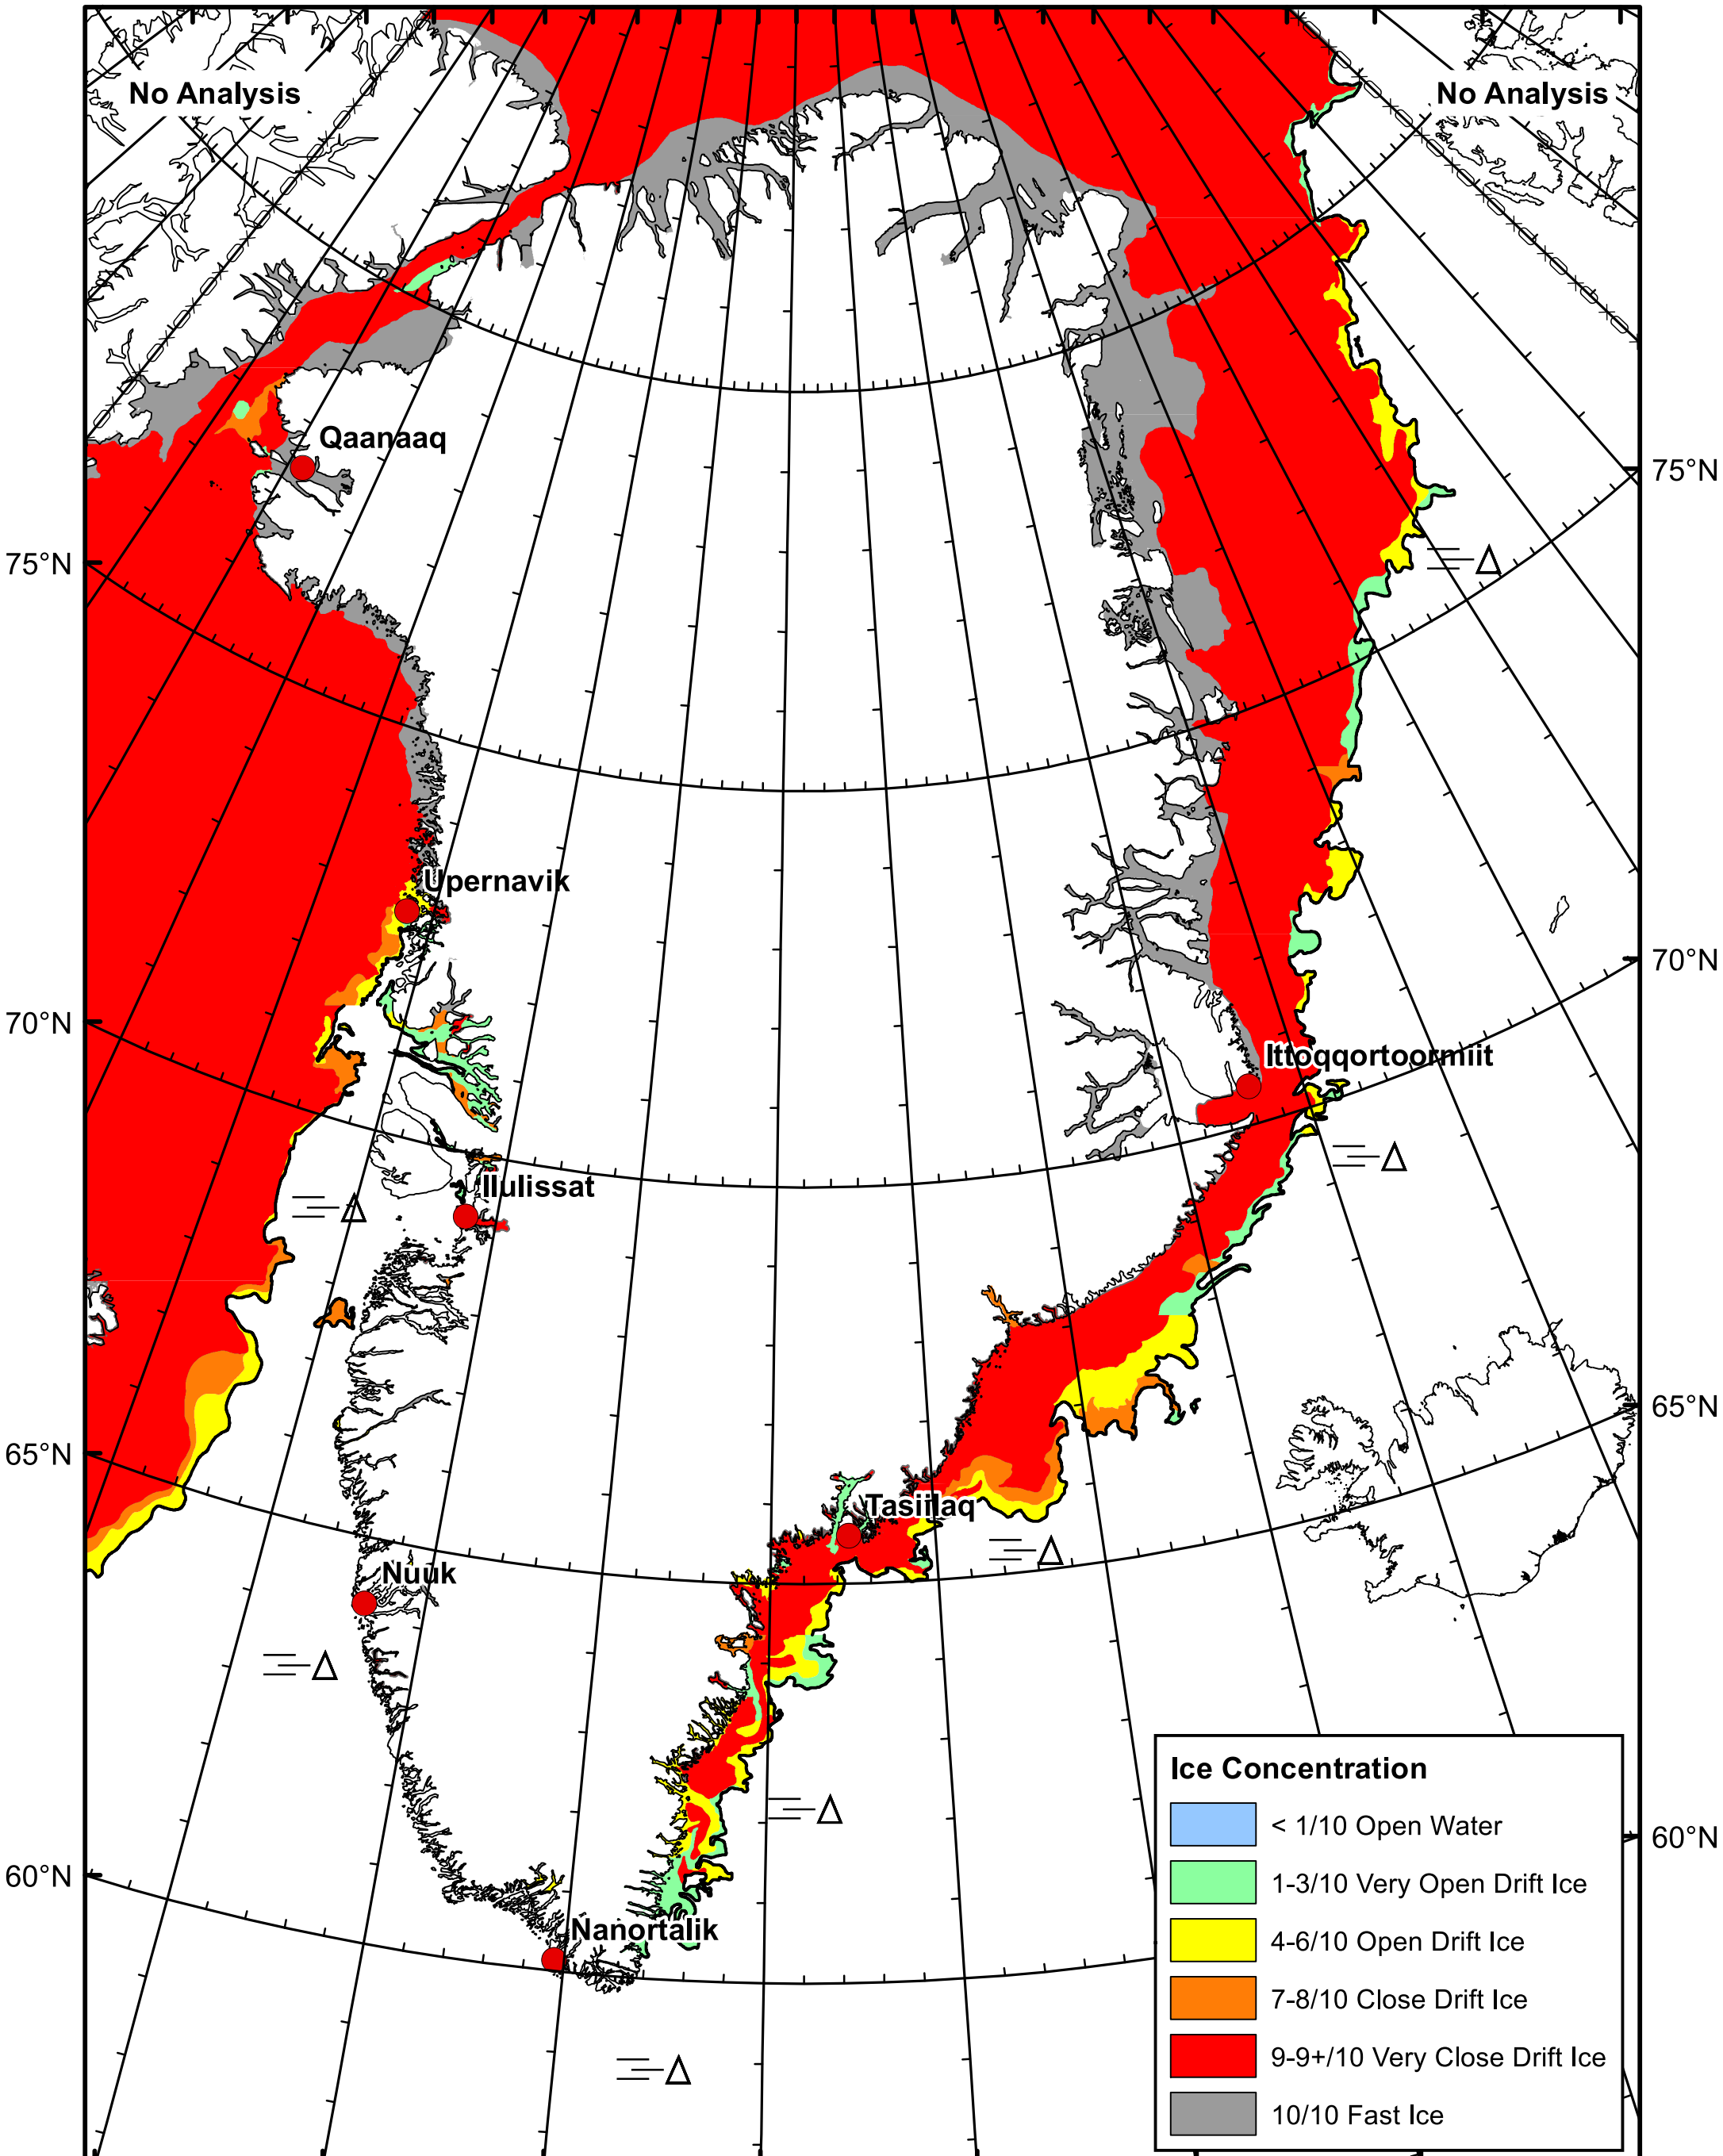 No Analysis
No Analysis
Qaanaaq
75°N
75°N
Upernavik
70°N
70°N
Ittoqqortoormiit
Ilulissat
65°N
65°N
Tasiilaq
Nuuk
60°N
60°N
Nanortalik
Ice Concentration
< 1/10 Open Water
1-3/10 Very Open Drift Ice
4-6/10 Open Drift Ice
7-8/10 Close Drift Ice
9-9+/10 Very Close Drift Ice
10/10 Fast Ice